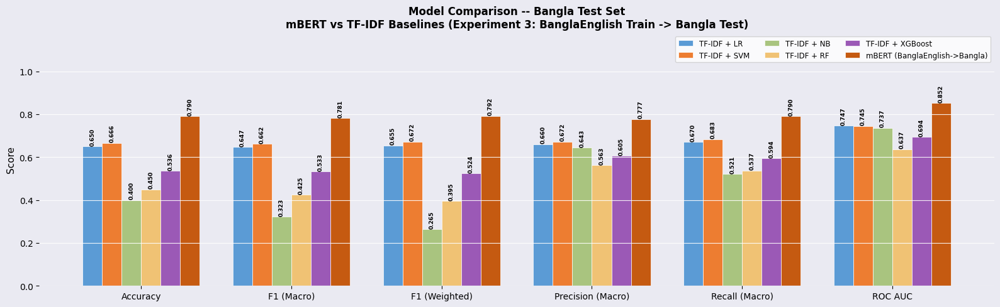 Model Comparison -- Bangla Test Set
mBERT vs TF-IDF Baselines (Experiment 3: BanglaEnglish Train -> Bangla Test)
TF-IDF + LR
TF-IDF + SVM
TF-IDF + NB
TF-IDF + RF
TF-IDF + XGBoost
mBERT (BanglaEnglish->Bangla)
Score
1.0
0.8
0.6
0.4
0.2
0.0
0.650
0.666
0.400
0.450
0.536
0.790
0.647
0.662
0.323
0.425
0.533
0.781
0.655
0.672
0.265
0.395
0.524
0.792
0.660
0.672
0.643
0.563
0.605
0.777
0.670
0.683
0.521
0.537
0.594
0.790
0.747
0.745
0.737
0.637
0.694
0.852
Accuracy
F1 (Macro)
F1 (Weighted)
Precision (Macro)
Recall (Macro)
ROC AUC